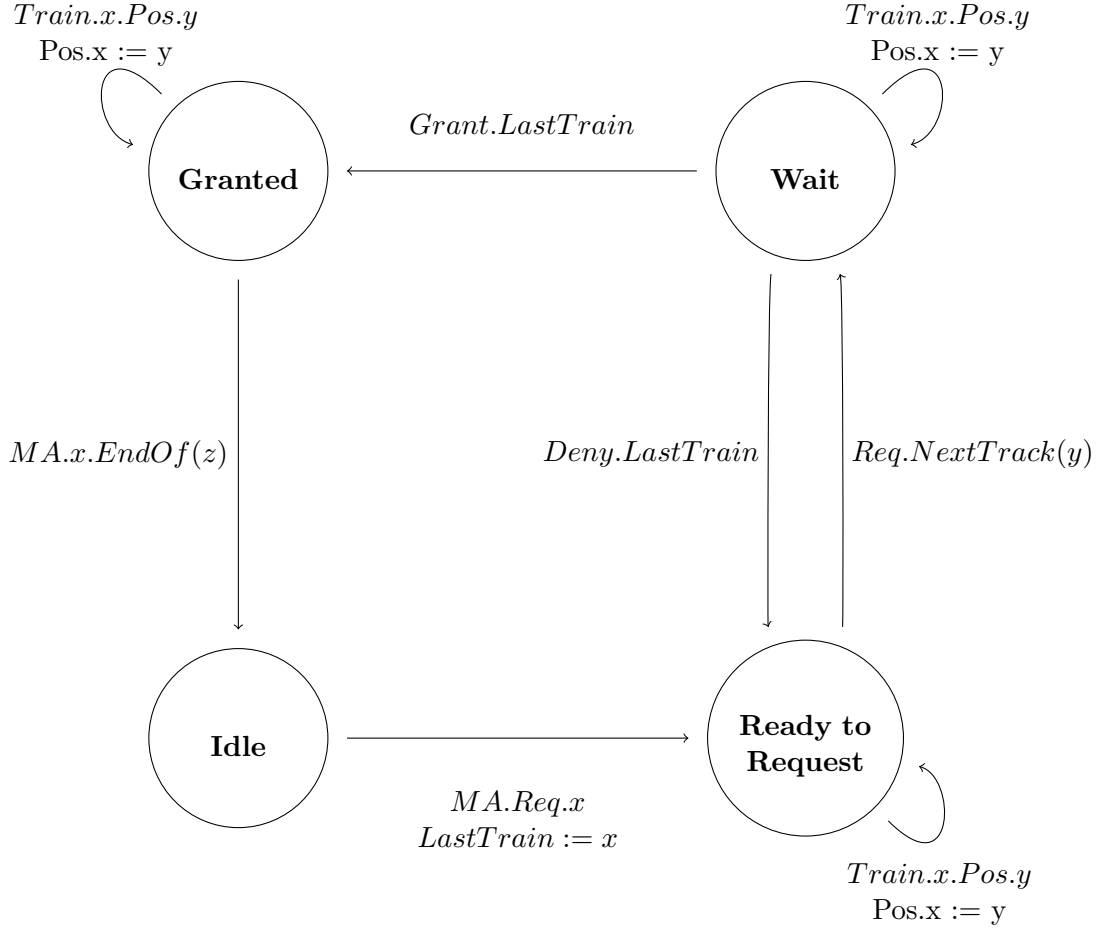 Train.x.Pos.y
Pos.x := y
Train.x.Pos.y
Pos.x := y
Grant.LastTrain
Granted
Wait
MA.x.EndOf(z)
Deny.LastTrain
Req.NextTrack(y)
Idle
Ready to
Request
MA.Req.x
LastTrain := x
Train.x.Pos.y
Pos.x := y